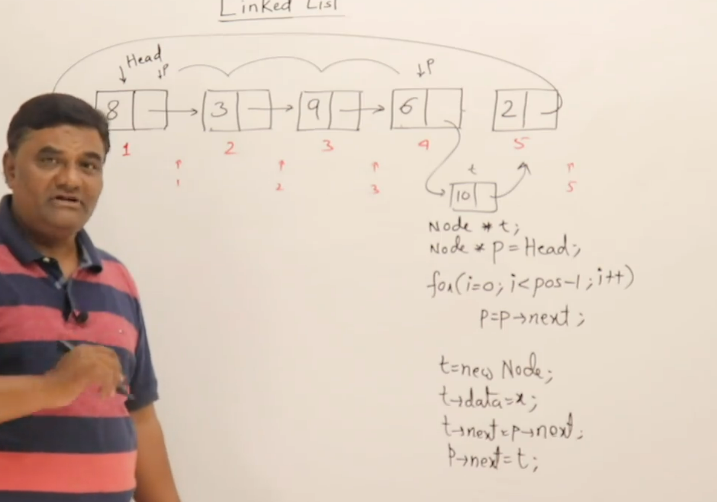 Linked List
Head
P
P
8 3 9 6 2
1 2 3 4 5
1 2 3 5
t
10
Node * t;
Node * p = Head;
for(i=0; i<pos-1; i++)
p=p→next;
t=new Node;
t→data=x;
t→next=p→next;
p→next=t;